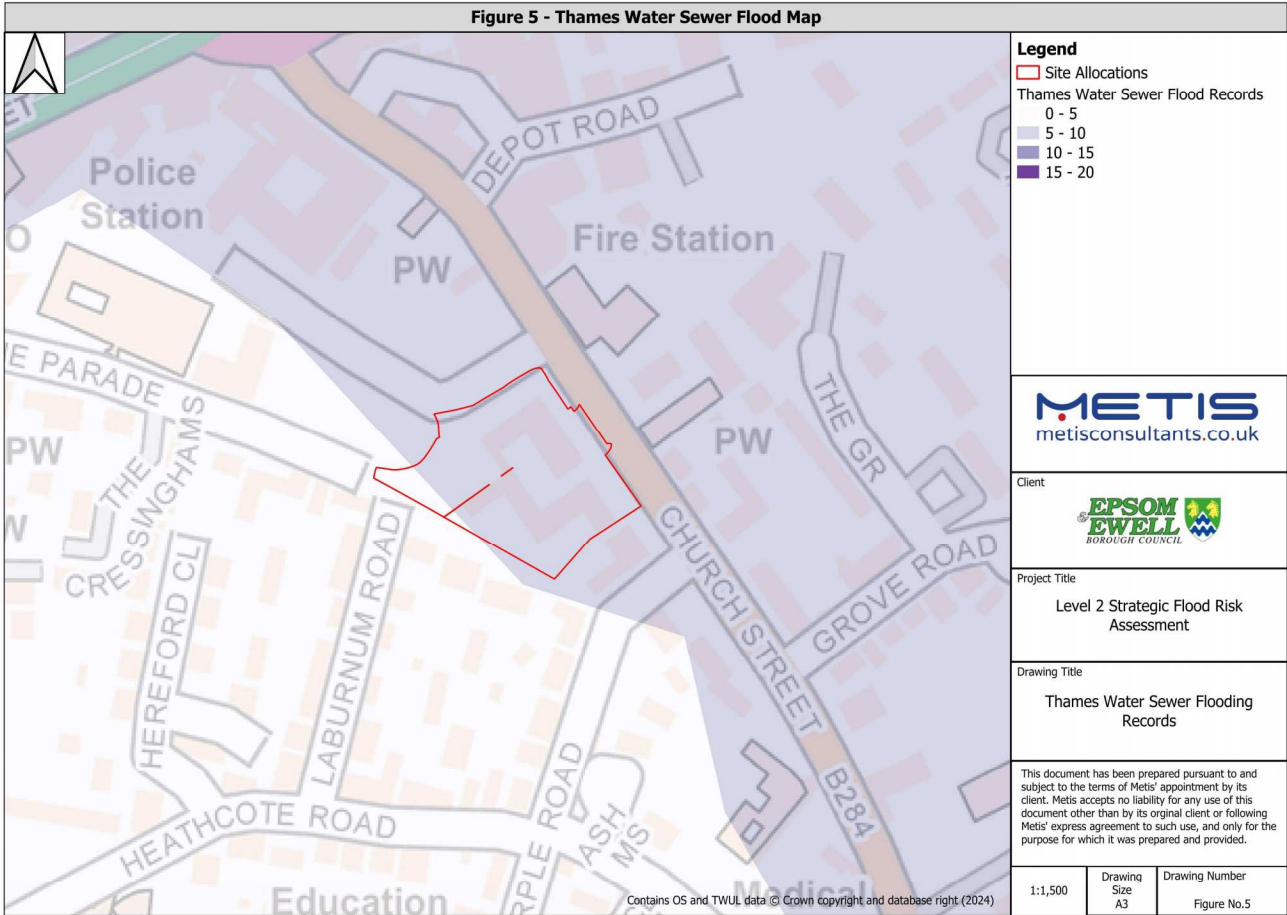 Figure 5 - Thames Water Sewer Flood Map
ET
Police
Station
DEPOT ROAD
Fire Station
PW
O
E PARADE
PW
W
THE
CRESSINGHAMS
PW
THE GR
HEREFORD CL
LABURNUM ROAD
CHURCH STREET
GROVE ROAD
B284
HEATHCOTE ROAD
RPLE ROAD
ASH
MS
Education
Medical
Contains OS and TWUL data © Crown copyright and database right (2024)
Legend
Site Allocations
Thames Water Sewer Flood Records
0 - 5
5 - 10
10 - 15
15 - 20
METIS
metisconsultants.co.uk
Client
EPSOM
& EWELL
BOROUGH COUNCIL
Project Title
Level 2 Strategic Flood Risk
Assessment
Drawing Title
Thames Water Sewer Flooding
Records
This document has been prepared pursuant to and
subject to the terms of Metis' appointment by its
client. Metis accepts no liability for any use of this
document other than by its orginal client or following
Metis' express agreement to such use, and only for the
purpose for which it was prepared and provided.
1:1,500
Drawing
Size
A3
Drawing Number
Figure No.5